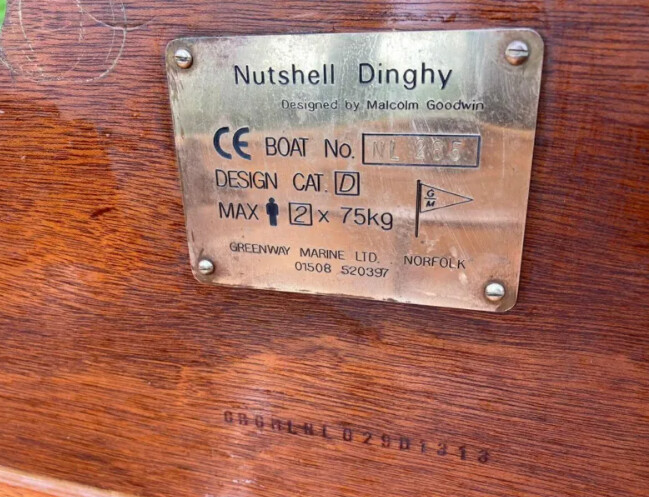 Nutshell Dinghy
Designed by Malcolm Goodwin
CE BOAT No.
DESIGN CAT. D
MAX 2 x 75kg
G
M
GREENWAY MARINE LTD. NORFOLK
01508 520397